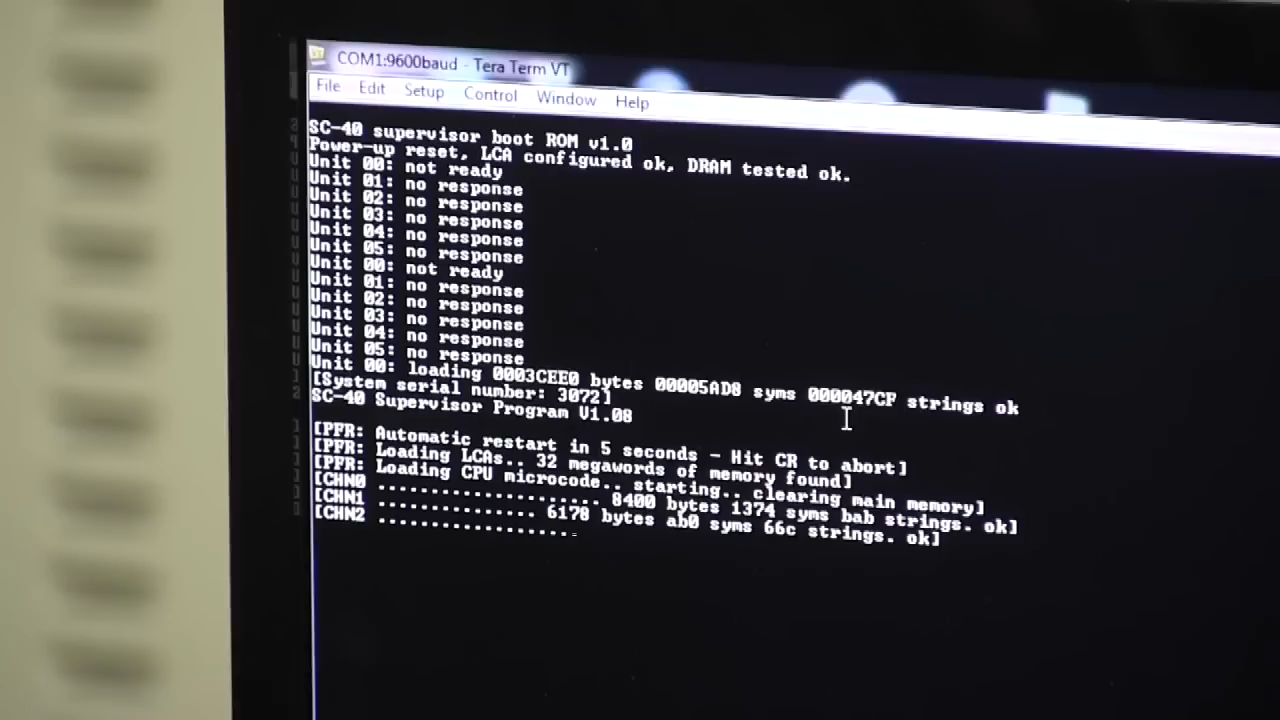 COM1:9600baud - Tera Term VT
File Edit Setup Control Window Help
SC-40 supervisor boot ROM v1.0
Power-up reset, LCA configured ok, DRAM tested ok.
Unit 00: not ready
Unit 01: no response
Unit 02: no response
Unit 03: no response
Unit 04: no response
Unit 05: no response
Unit 00: not ready
Unit 01: no response
Unit 02: no response
Unit 03: no response
Unit 04: no response
Unit 05: no response
Unit 00: loading 0003CEE0 bytes 00005AD8 syms 000047CF strings ok
[System serial number: 3072]
SC-40 Supervisor Program V1.08
[PFR: Automatic restart in 5 seconds - Hit CR to abort]
[PFR: Loading LCAs.. 32 megawords of memory found]
[PFR: Loading CPU microcode.. starting.. clearing main memory]
[CHN0 ..................... 8400 bytes 1374 syms bab strings. ok]
[CHN1 ............... 6178 bytes ab0 syms 66c strings. ok]
[CHN2 ..................